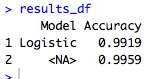 > results_df
Model Accuracy
1 Logistic 0.9919
2 <NA> 0.9959
>